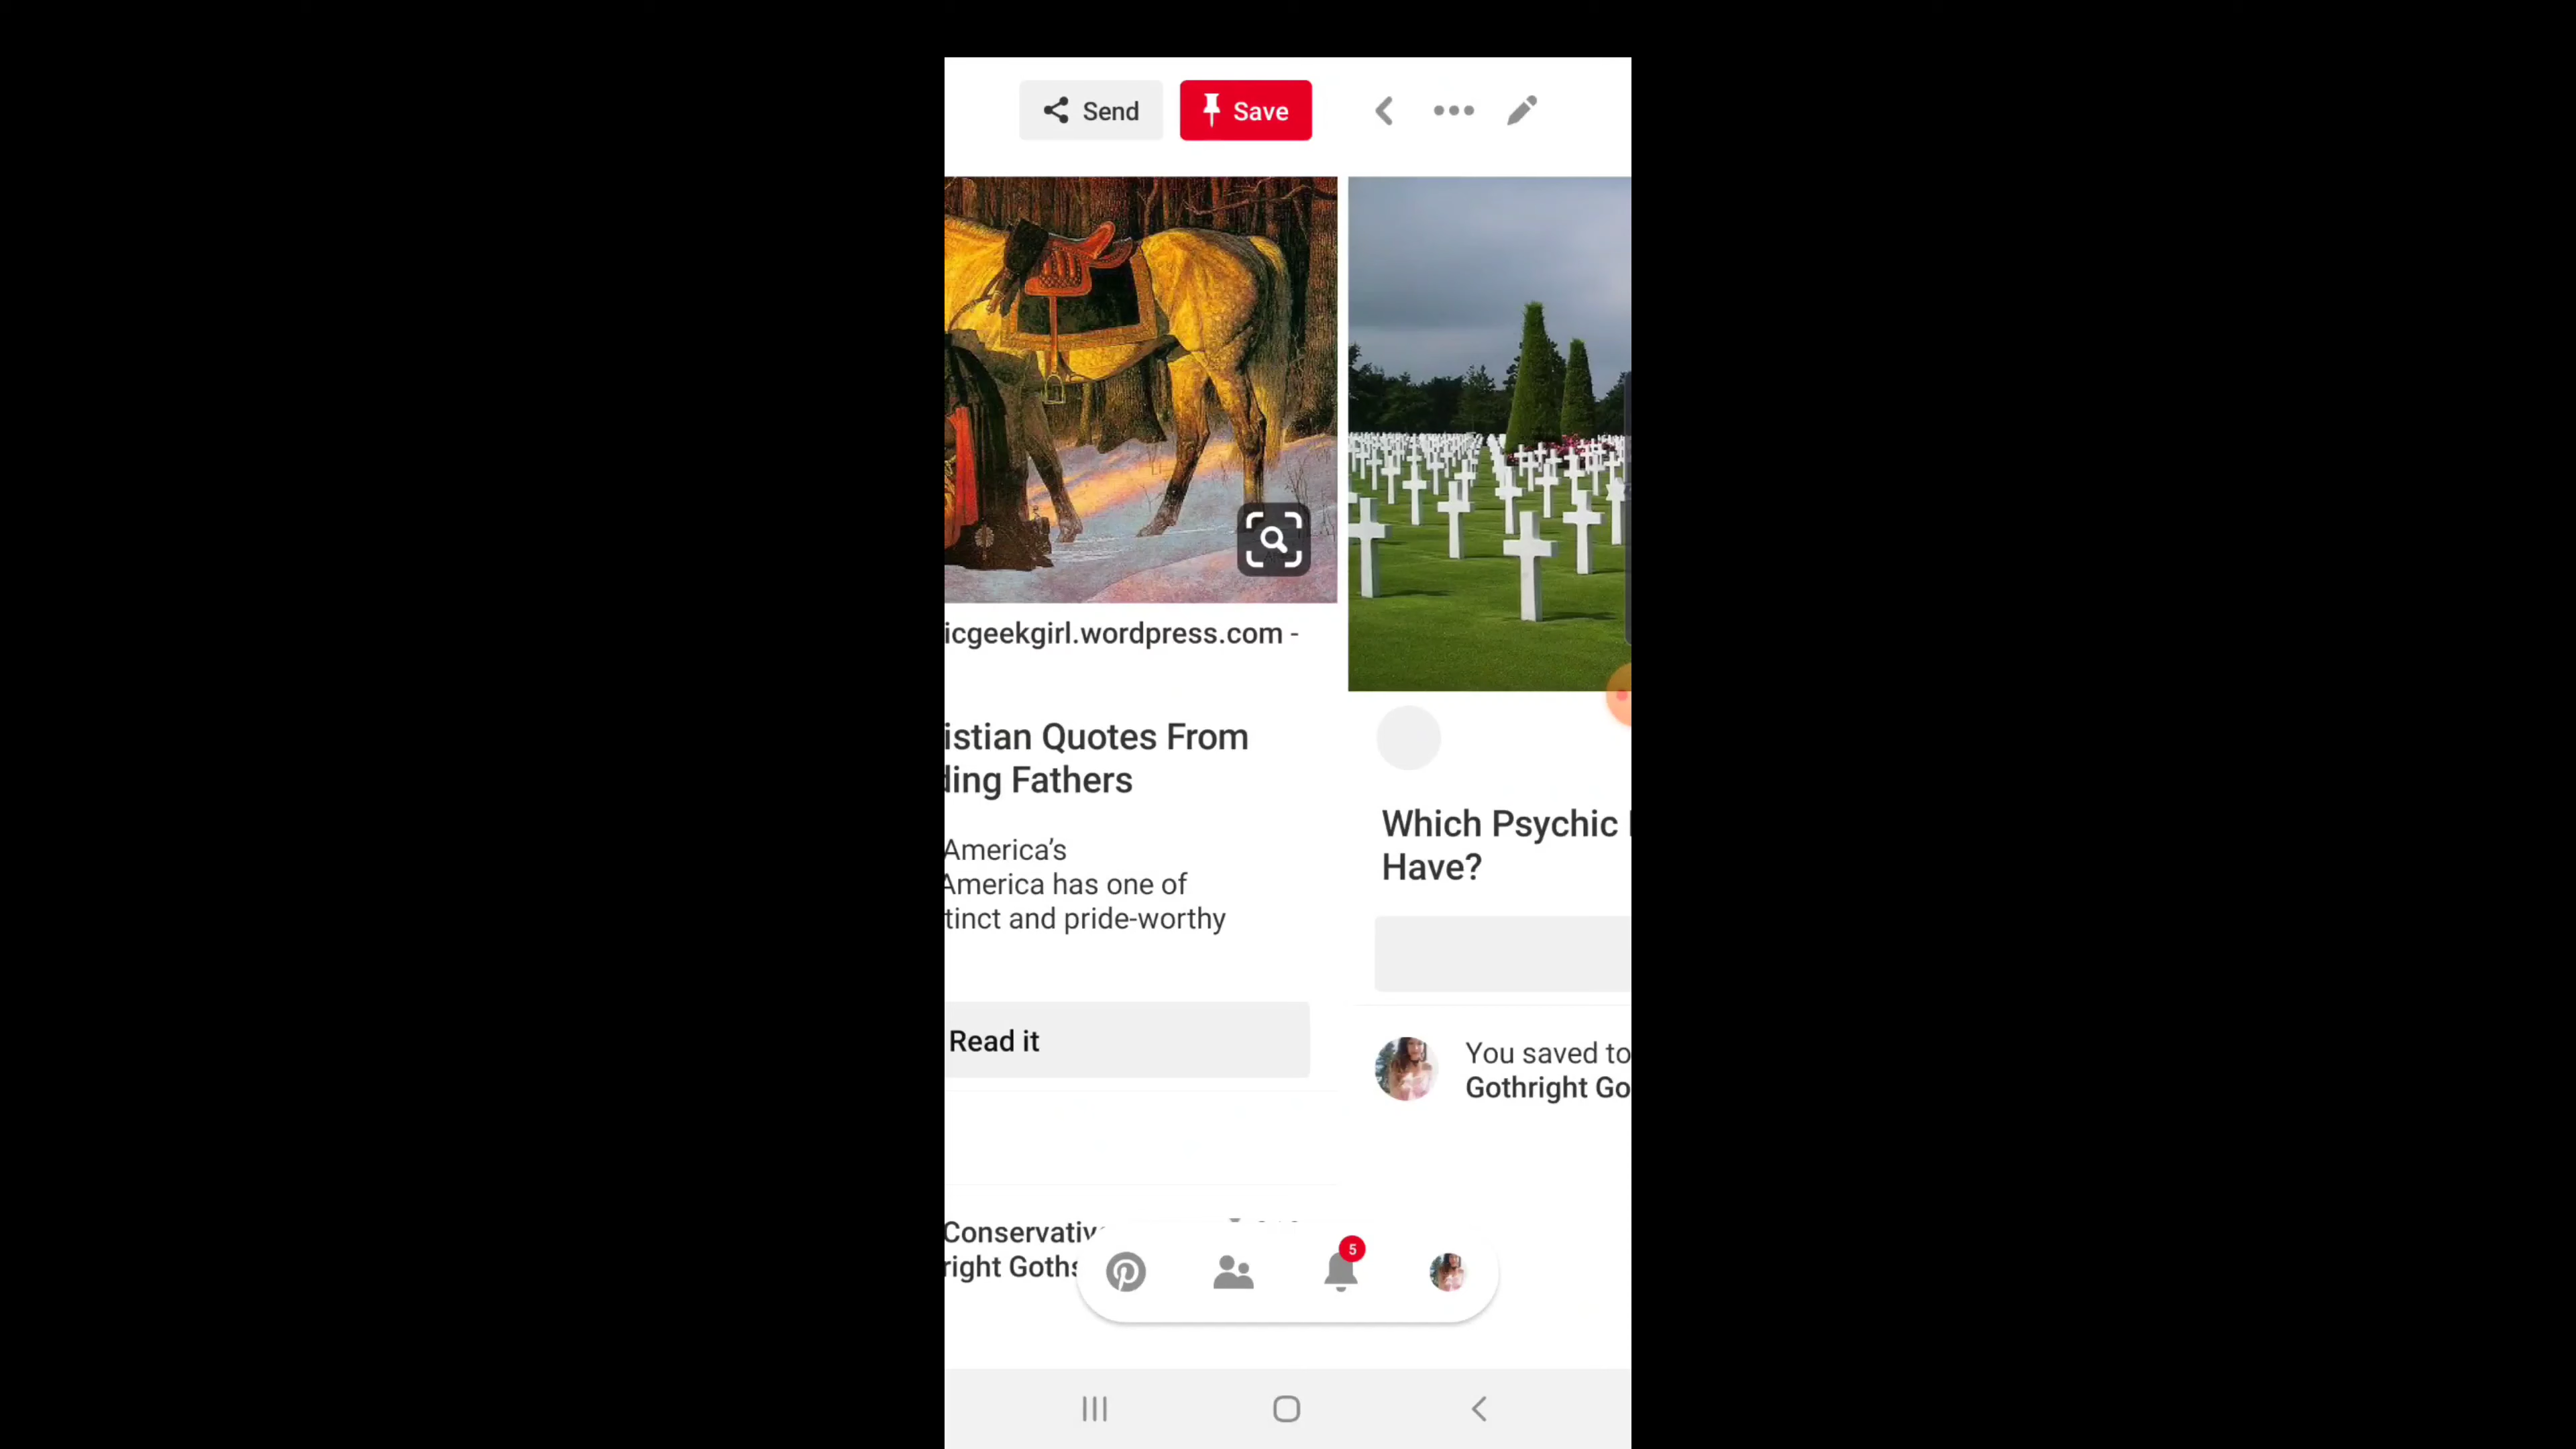 Send
Save
icgeekgirl.wordpress.com -
istian Quotes From
ding Fathers
America's
America has one of
tinct and pride-worthy
Read it
Conservativ
right Goths
5
Which Psychic
Have?
You saved to
Gothright Go